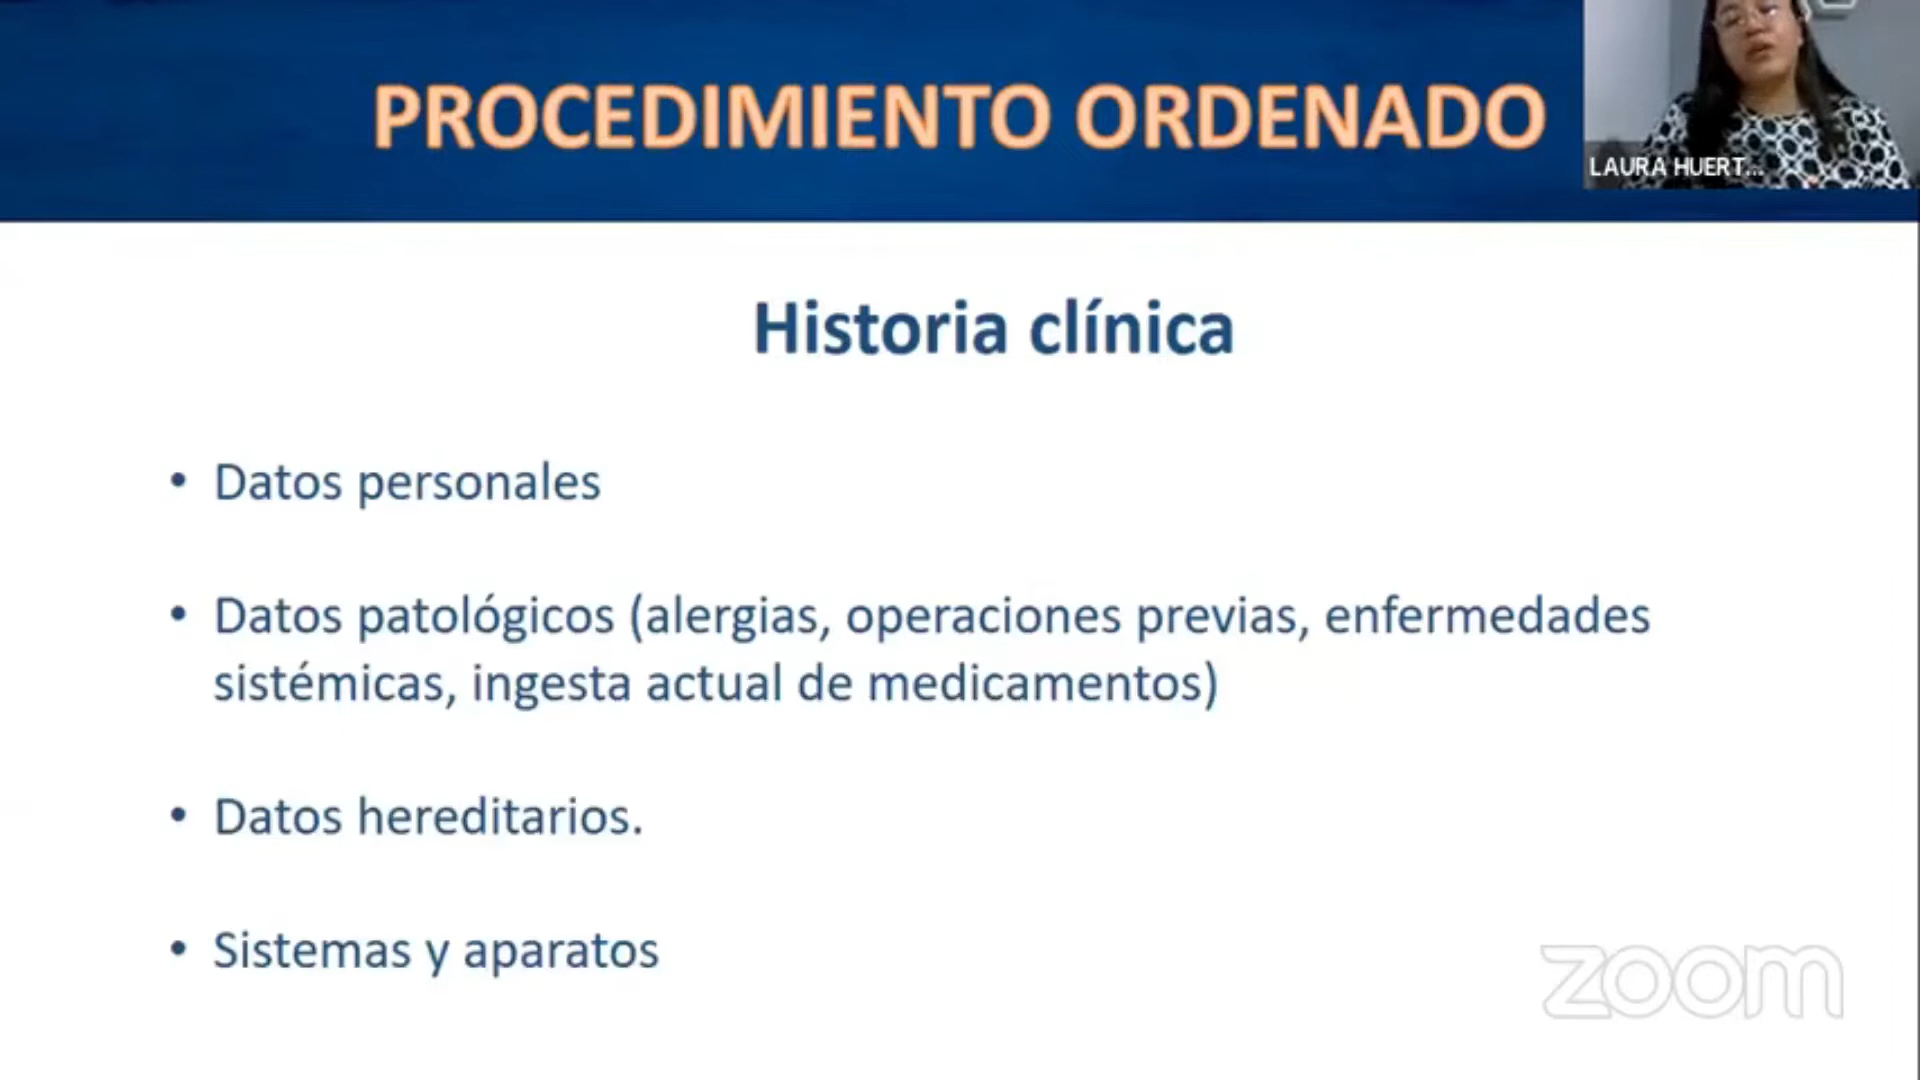 PROCEDIMIENTO ORDENADO
LAURA HUERT...
Historia clínica
• Datos personales
• Datos patológicos (alergias, operaciones previas, enfermedades
sistémicas, ingesta actual de medicamentos)
• Datos hereditarios.
• Sistemas y aparatos
zoom